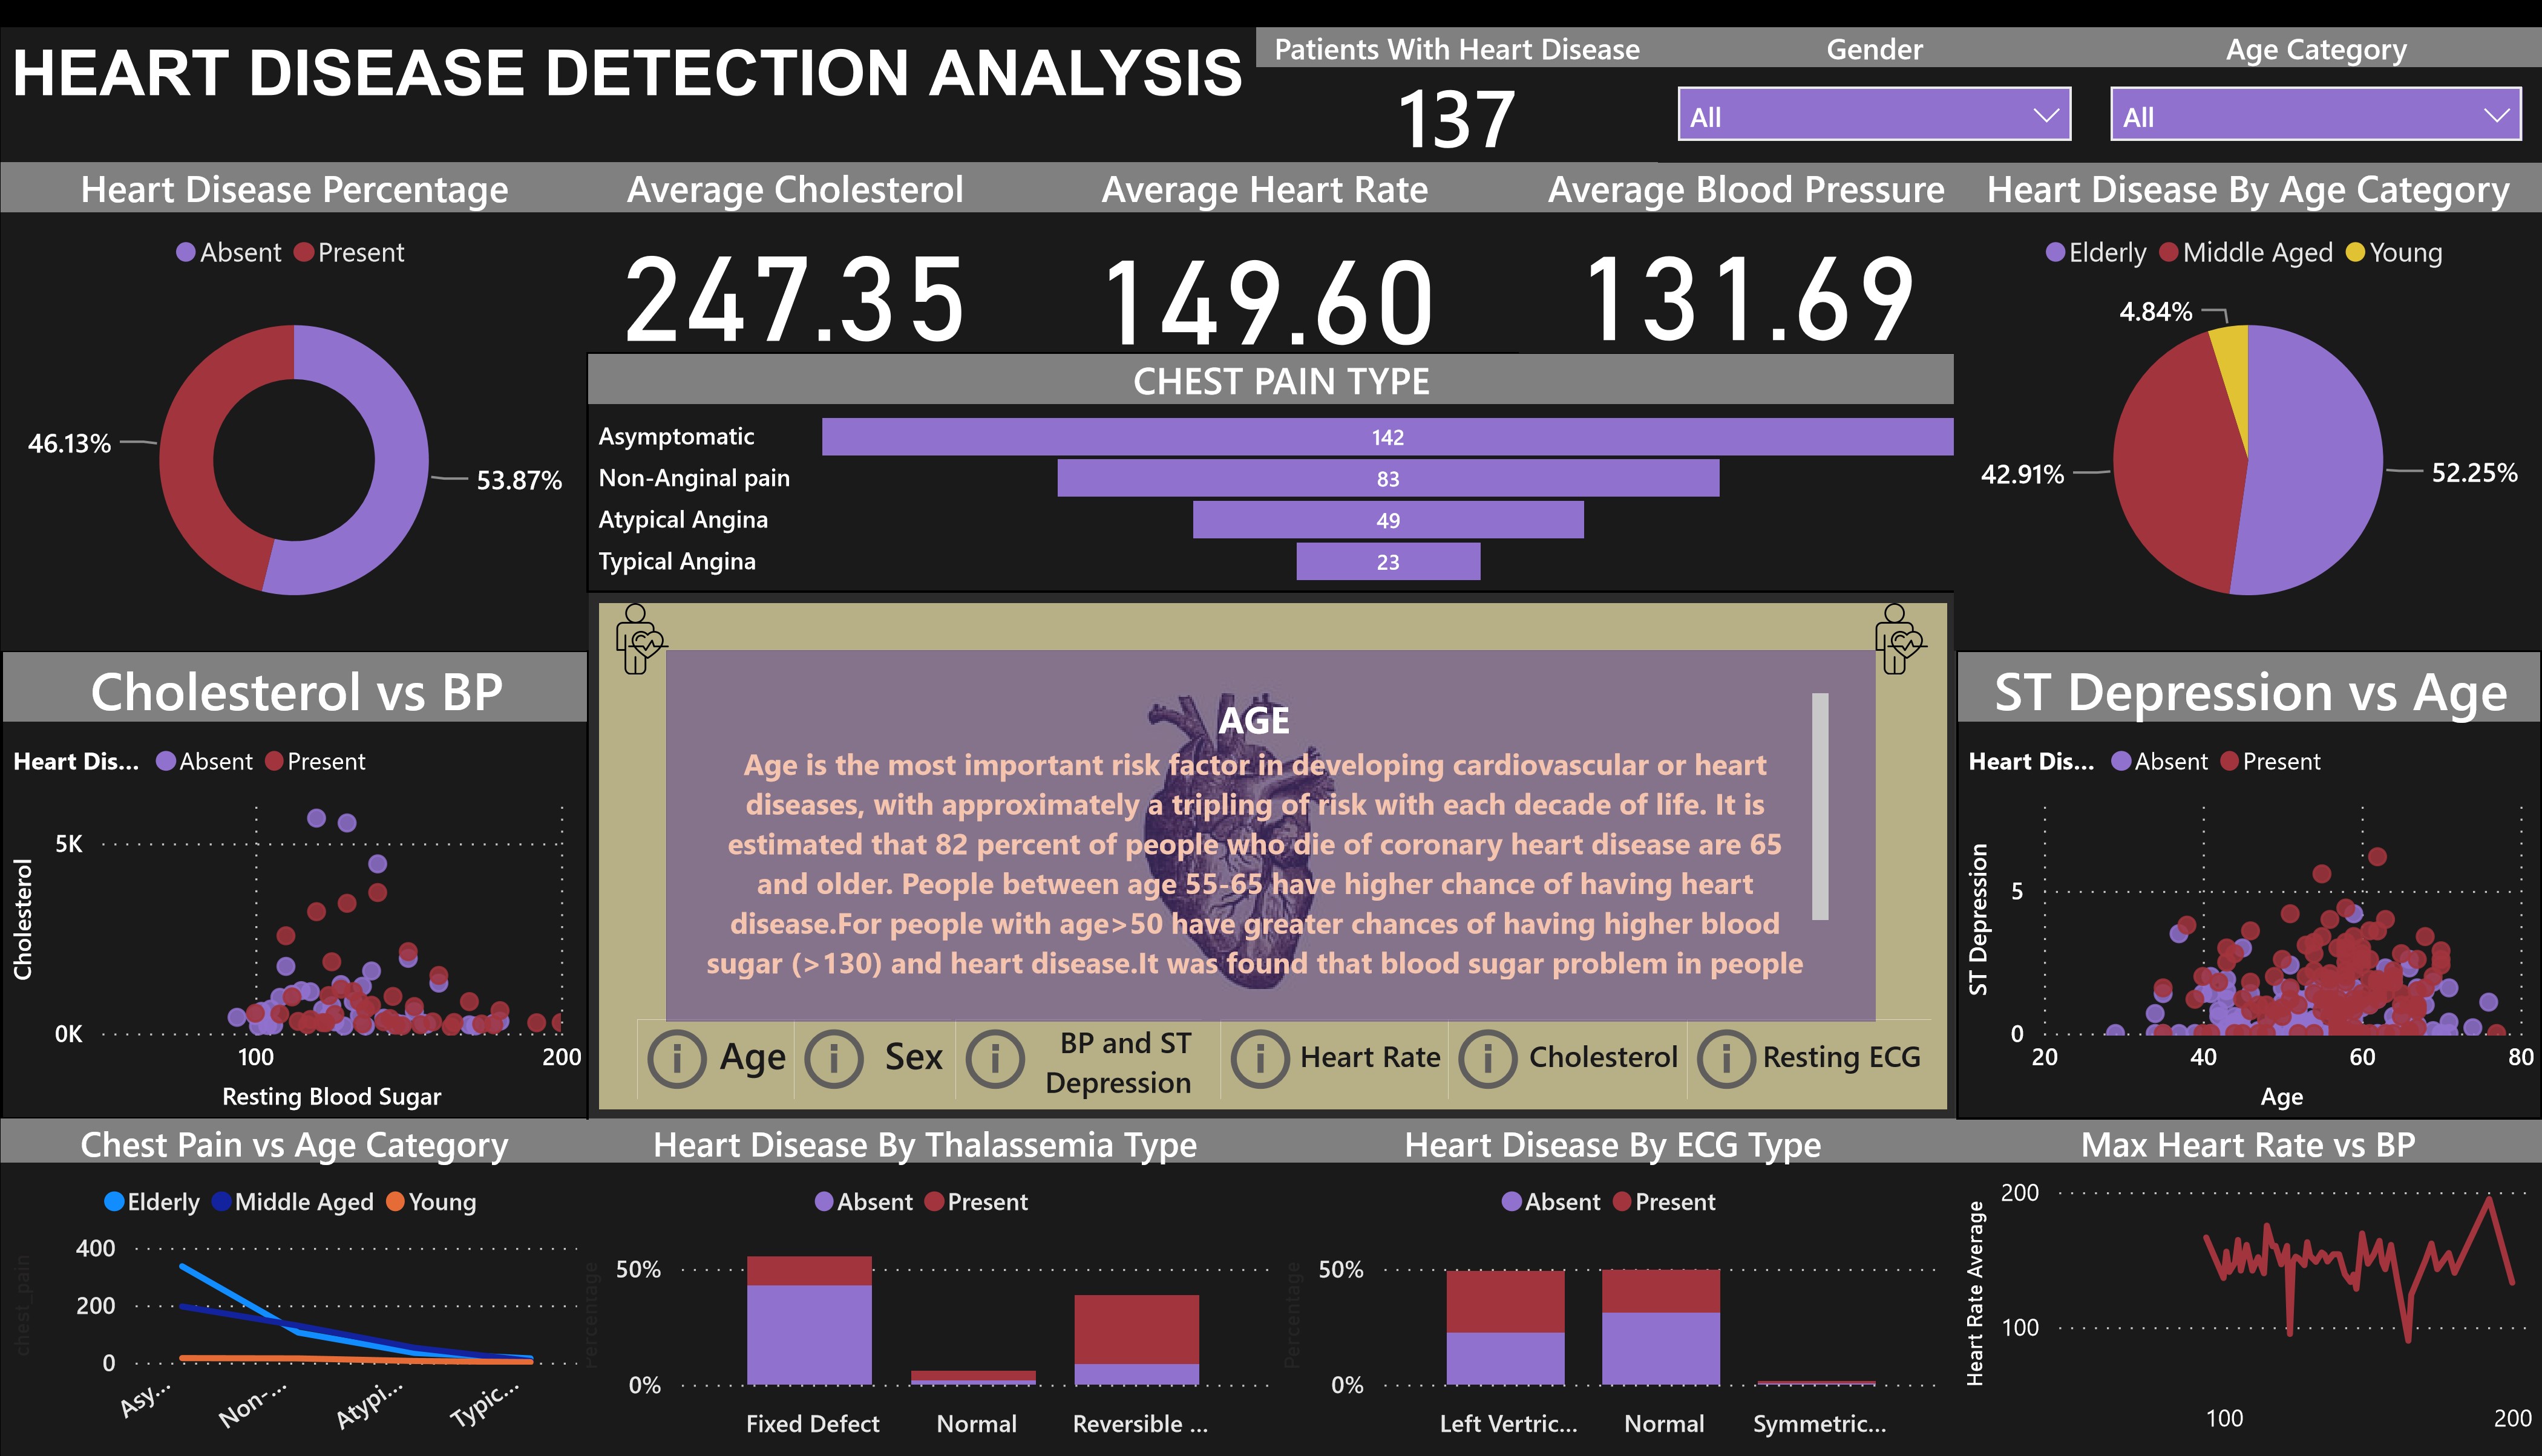 HEART DISEASE DETECTION ANALYSIS
Patients With Heart Disease
137
Gender
All
Age Category
All
Heart Disease Percentage
Absent Present
46.13%
53.87%
Average Cholesterol
247.35
Average Heart Rate
149.60
Average Blood Pressure
131.69
Heart Disease By Age Category
Elderly Middle Aged Young
4.84%
42.91%
52.25%
CHEST PAIN TYPE
Asymptomatic 142
Non-Anginal pain 83
Atypical Angina 49
Typical Angina 23
Cholesterol vs BP
Heart Dis... Absent Present
Cholesterol
5K
0K
100 200
Resting Blood Sugar
AGE
Age is the most important risk factor in developing cardiovascular or heart
diseases, with approximately a tripling of risk with each decade of life. It is
estimated that 82 percent of people who die of coronary heart disease are 65
and older. People between age 55-65 have higher chance of having heart
disease.For people with age>50 have greater chances of having higher blood
sugar (>130) and heart disease.It was found that blood sugar problem in people
i Age
i Sex
i BP and ST
Depression
i Heart Rate
i Cholesterol
i Resting ECG
ST Depression vs Age
Heart Dis... Absent Present
ST Depression
5
0
20 40 60 80
Age
Chest Pain vs Age Category
Elderly Middle Aged Young
chest_pain
400
200
0
Asy... Non-... Atypi... Typic...
Heart Disease By Thalassemia Type
Absent Present
Percentage
50%
0%
Fixed Defect Normal Reversible ...
Heart Disease By ECG Type
Absent Present
Percentage
50%
0%
Left Vertric... Normal Symmetric...
Max Heart Rate vs BP
Heart Rate Average
200
100
100 200